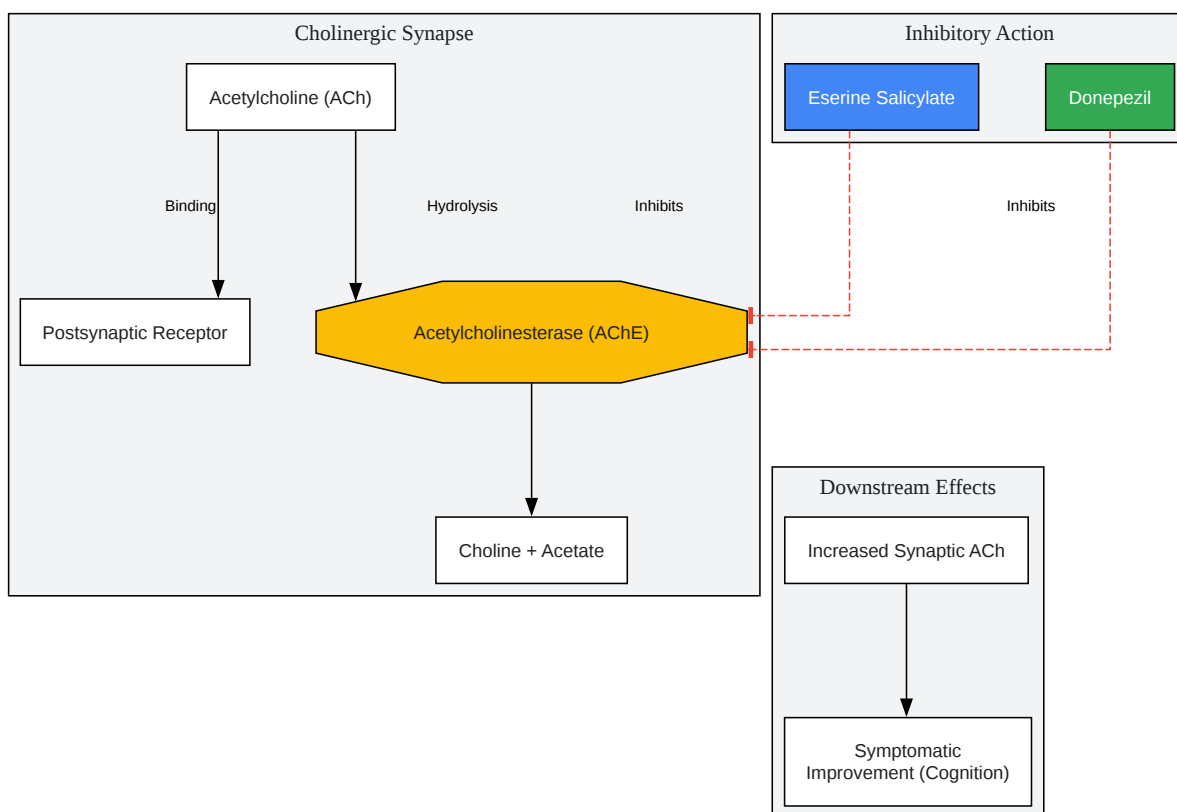 Cholinergic Synapse
Inhibitory Action
Acetylcholine (ACh)
Eserine Salicylate
Donepezil
Binding
Hydrolysis
Inhibits
Inhibits
Postsynaptic Receptor
Acetylcholinesterase (AChE)
Downstream Effects
Choline + Acetate
Increased Synaptic ACh
Symptomatic
Improvement (Cognition)